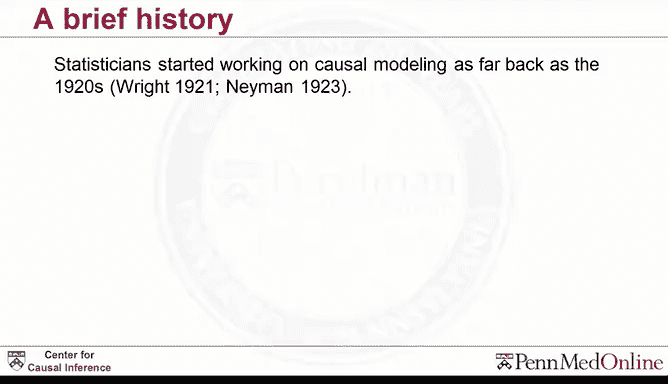 A brief history
Statisticians started working on causal modeling as far back as the
1920s (Wright 1921; Neyman 1923).
Center for
Causal Inference
PennMedOnline